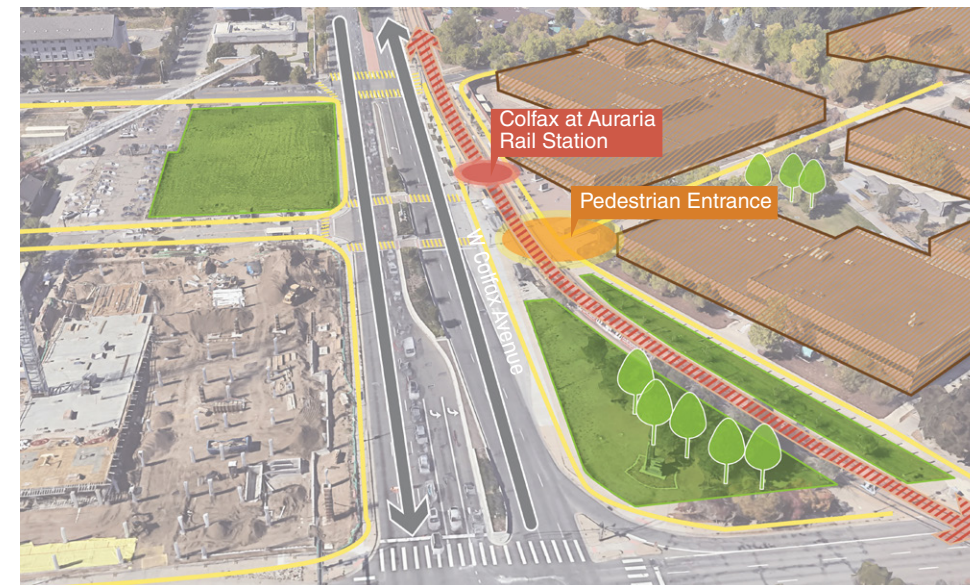 Colfax at Auraria
Rail Station
Pedestrian Entrance
W Colfax Avenue